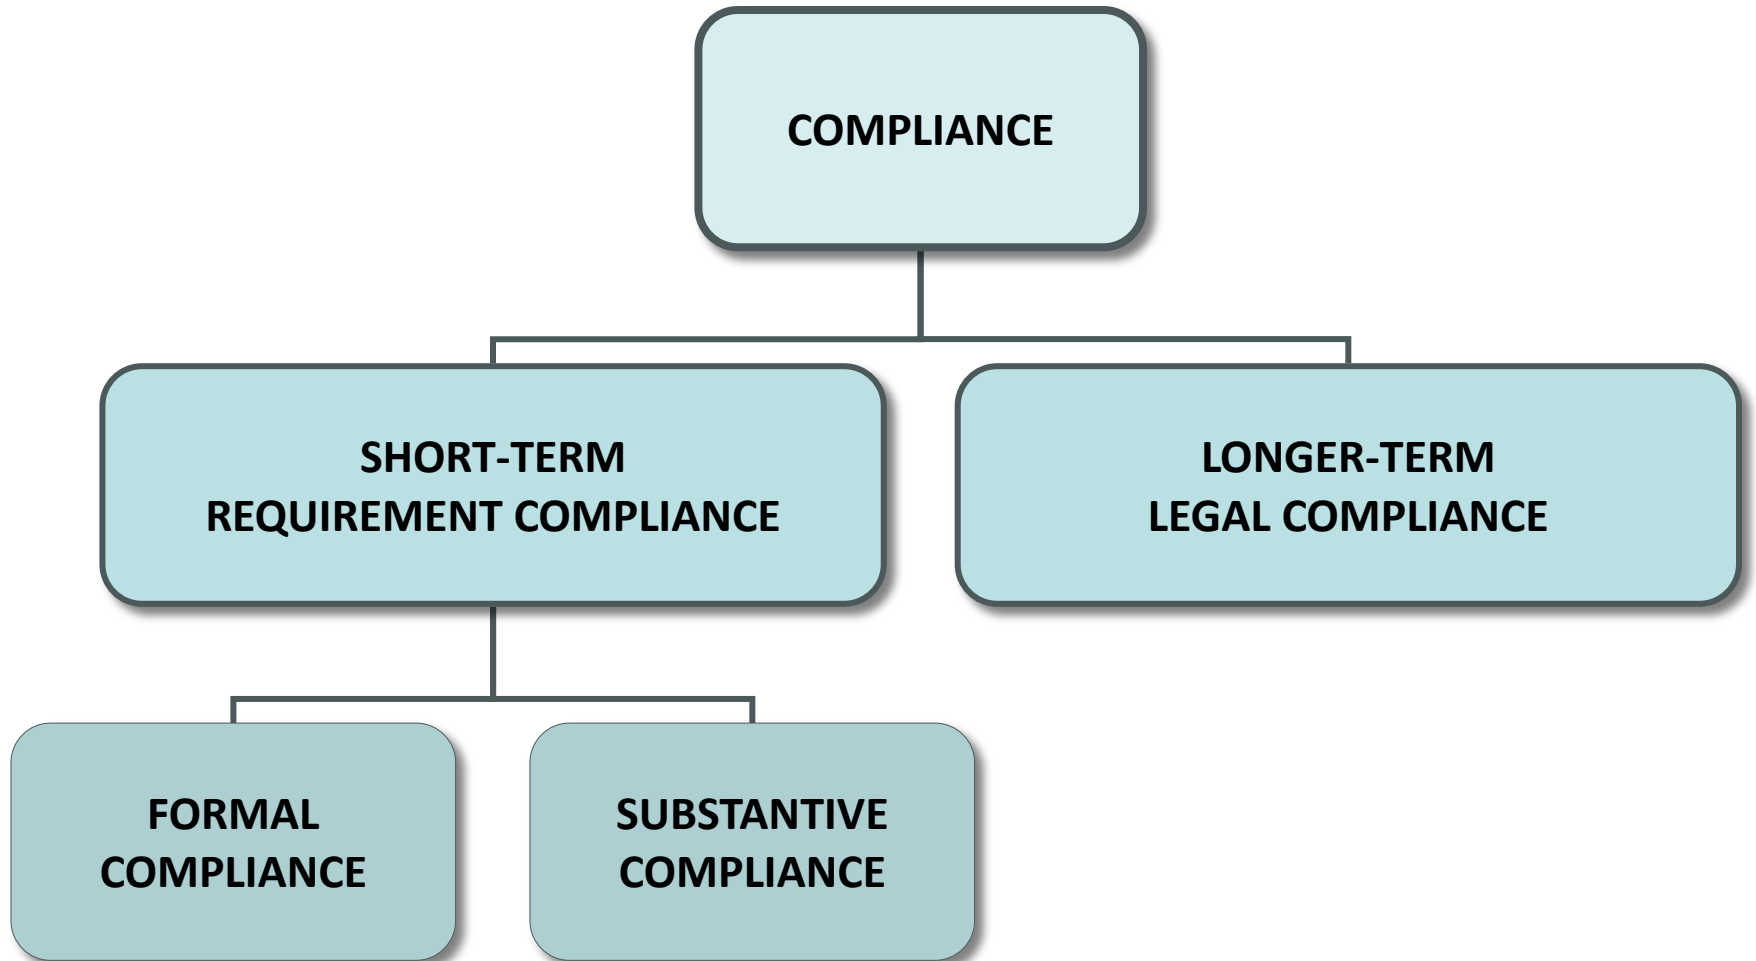 COMPLIANCE
SHORT-TERM
REQUIREMENT COMPLIANCE
LONGER-TERM
LEGAL COMPLIANCE
FORMAL
COMPLIANCE
SUBSTANTIVE
COMPLIANCE